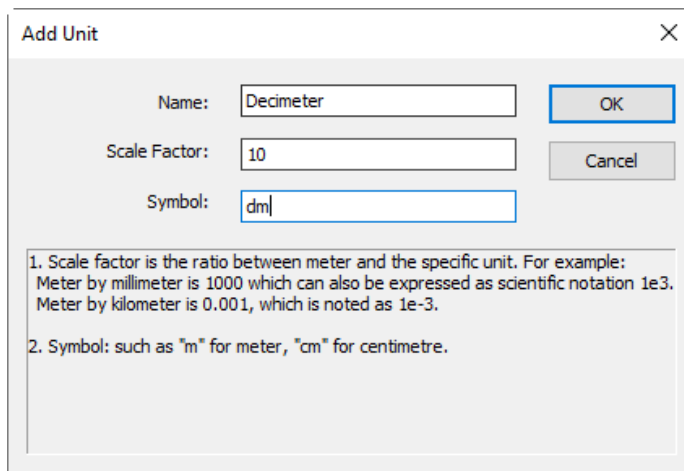 Add Unit
Name: Decimeter OK
Scale Factor: 10 Cancel
Symbol: dm
1. Scale factor is the ratio between meter and the specific unit. For example:
Meter by millimeter is 1000 which can also be expressed as scientific notation 1e3.
Meter by kilometer is 0.001, which is noted as 1e-3.
2. Symbol: such as "m" for meter, "cm" for centimetre.